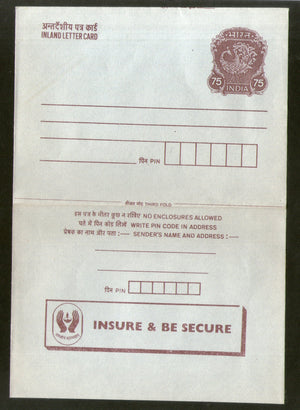 अन्तर्देशीय पत्र कार्ड
INLAND LETTER CARD
भारत
75 75
INDIA
पिन PIN
तीसरा मोड़ THIRD FOLD
इस पत्र के भीतर कुछ न रखिये NO ENCLOSURES ALLOWED
पते में पिन कोड लिखें WRITE PIN CODE IN ADDRESS
प्रेषक का नाम और पता :— SENDER'S NAME AND ADDRESS :—
पिन PIN
INSURE & BE SECURE